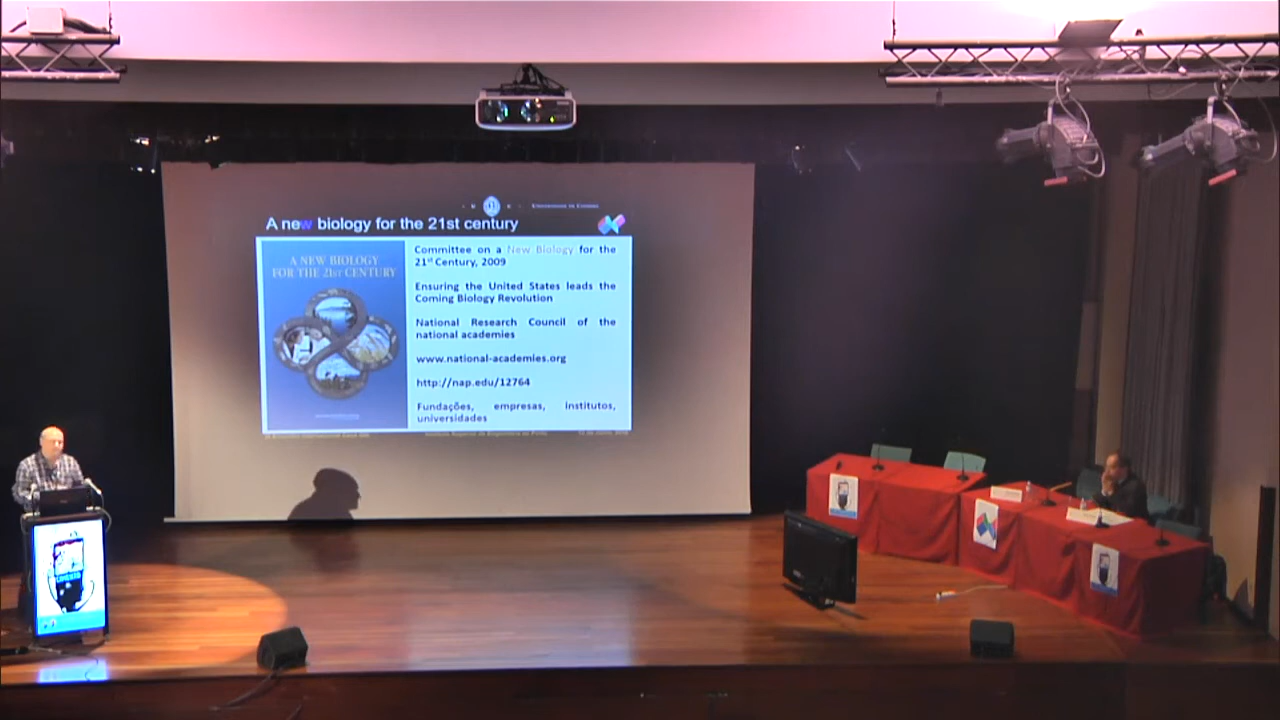 A new biology for the 21st century
A NEW BIOLOGY
FOR THE 21ST CENTURY
Committee on a New Biology for the
21st Century, 2009
Ensuring the United States leads the
Coming Biology Revolution
National Research Council of the
national academies
www.national-academies.org
http://nap.edu/12764
Fundações, empresas, institutos,
universidades